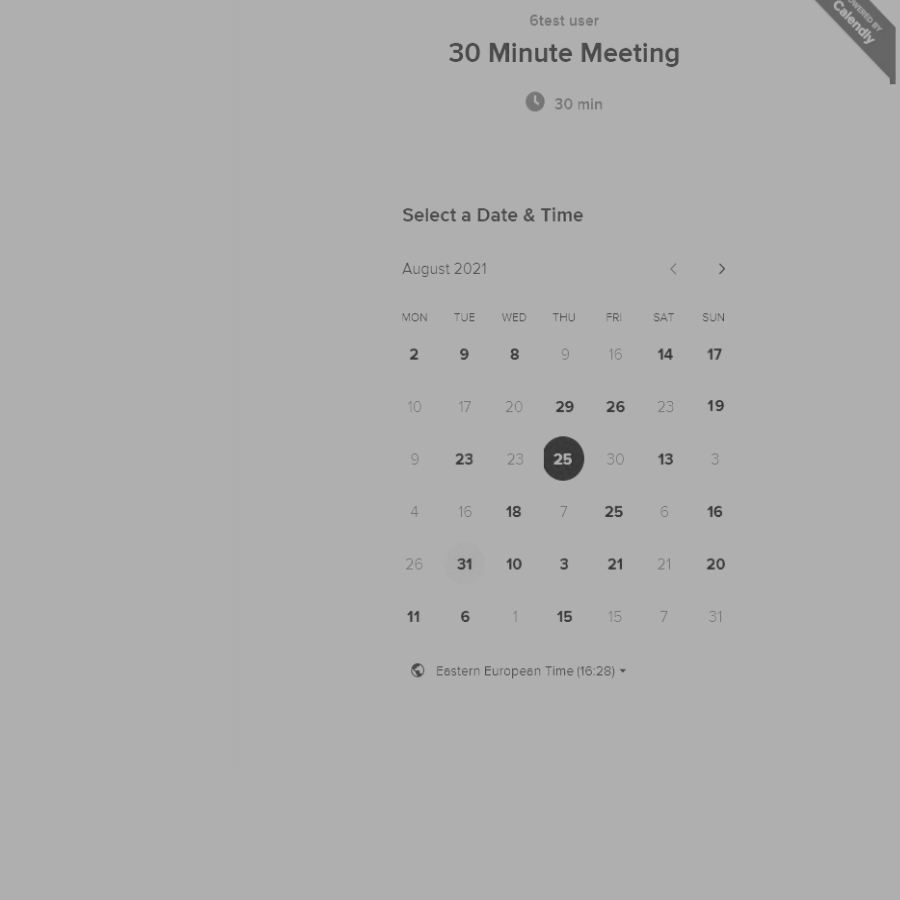 6test user
30 Minute Meeting
30 min
POWERED BY
Calendly
Select a Date & Time
August 2021
MON TUE WED THU FRI SAT SUN
2 9 8 9 16 14 17
10 17 20 29 26 23 19
9 23 23 25 30 13 3
4 16 18 7 25 6 16
26 31 10 3 21 21 20
11 6 1 15 15 7 31
Eastern European Time (16:28)